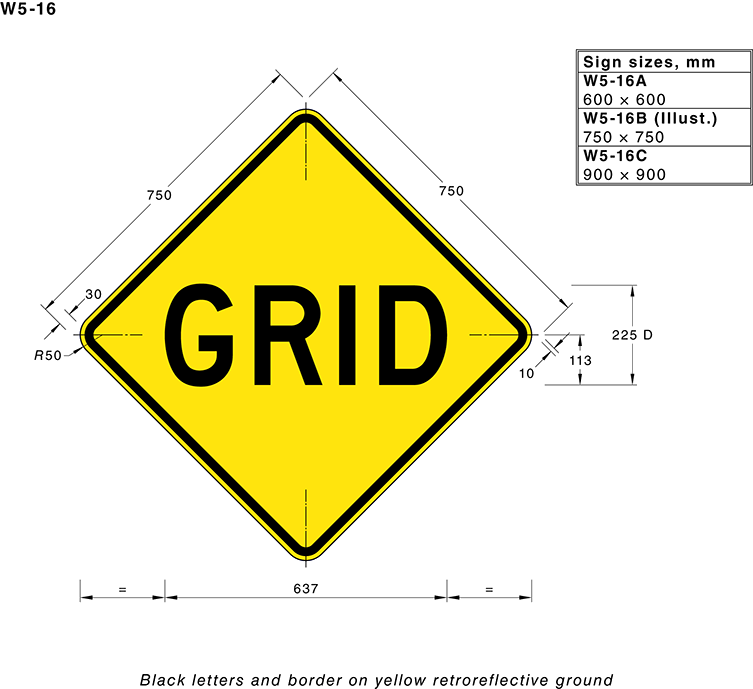 W5-16
Sign sizes, mm
W5-16A
600 × 600
W5-16B (Illust.)
750 × 750
W5-16C
900 × 900
750
750
30
R50
GRID
225 D
113
10
=
637
=
Black letters and border on yellow retroreflective ground